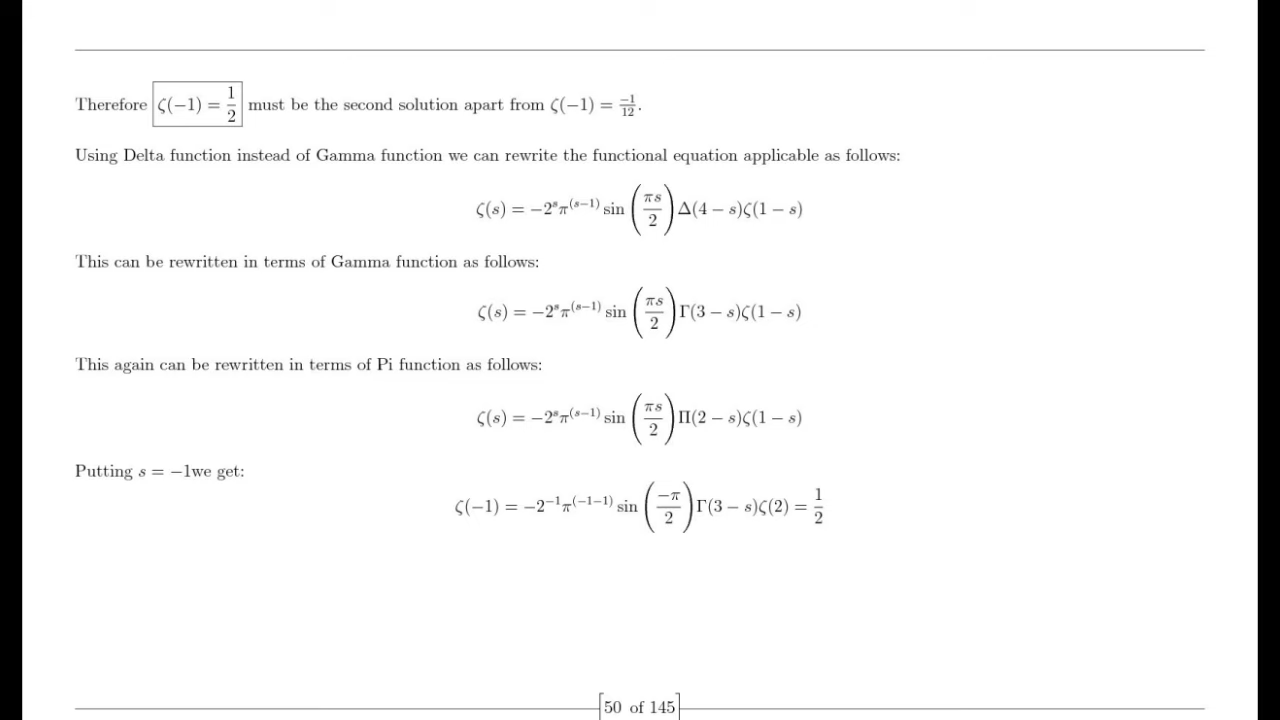 Therefore ζ(−1) = 1/2 must be the second solution apart from ζ(−1) = −1/12.
Using Delta function instead of Gamma function we can rewrite the functional equation applicable as follows:
ζ(s) = −2^s π^(s−1) sin(πs/2) Δ(4 − s)ζ(1 − s)
This can be rewritten in terms of Gamma function as follows:
ζ(s) = −2^s π^(s−1) sin(πs/2) Γ(3 − s)ζ(1 − s)
This again can be rewritten in terms of Pi function as follows:
ζ(s) = −2^s π^(s−1) sin(πs/2) Π(2 − s)ζ(1 − s)
Putting s = −1we get:
ζ(−1) = −2^−1 π^(−1−1) sin(−π/2) Γ(3 − s)ζ(2) = 1/2
[50 of 145]